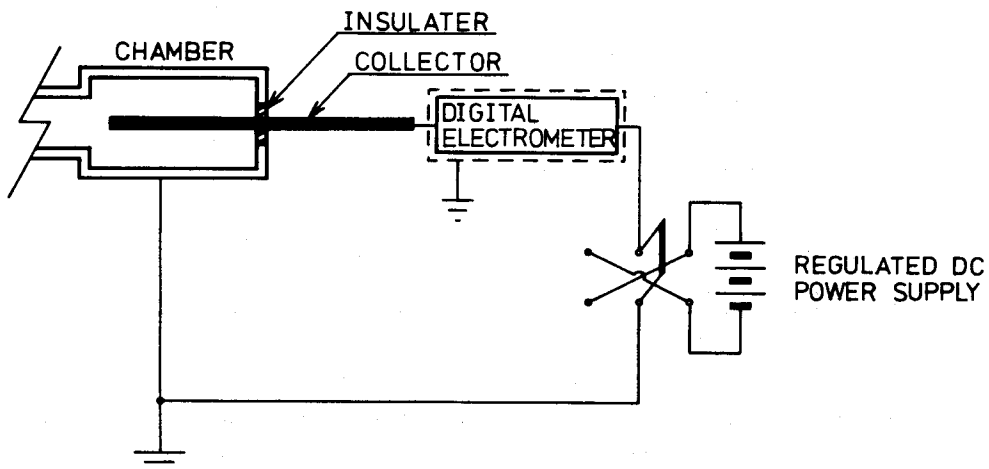 INSULATER
CHAMBER
COLLECTOR
DIGITAL
ELECTROMETER
REGULATED DC
POWER SUPPLY